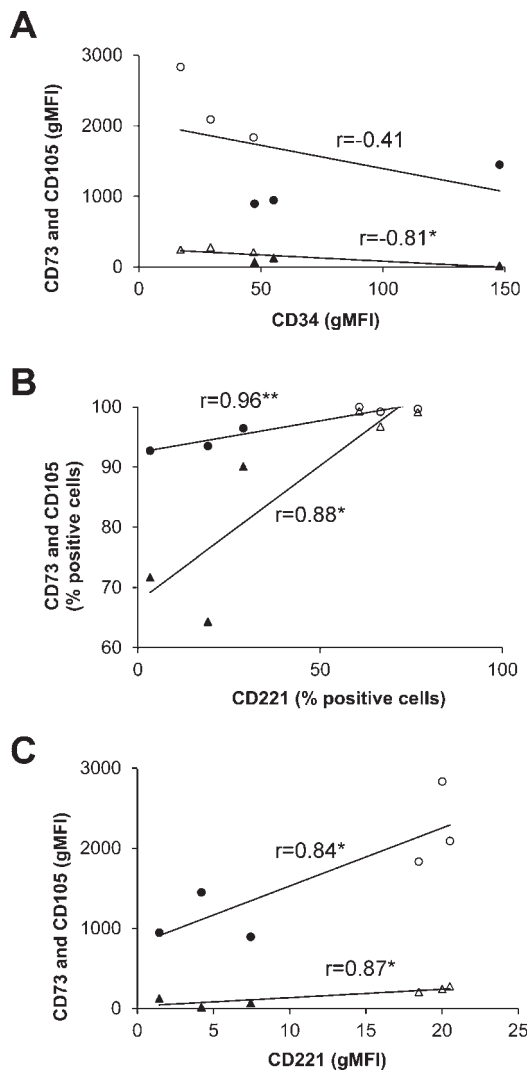 A
CD73 and CD105 (gMFI)
3000
2000
1000
0
r=-0.41
r=-0.81*
0
50
100
150
CD34 (gMFI)
B
CD73 and CD105
(% positive cells)
100
90
80
70
60
r=0.96**
r=0.88*
0
50
100
CD221 (% positive cells)
C
CD73 and CD105 (gMFI)
3000
2000
1000
0
r=0.84*
r=0.87*
0
5
10
15
20
25
CD221 (gMFI)